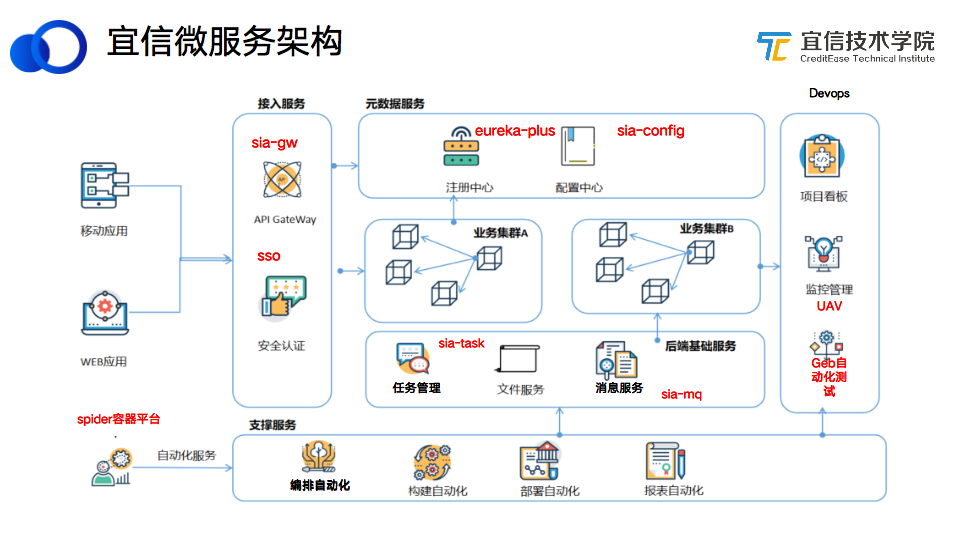 宜信微服务架构
宜信技术学院
CreditEase Technical Institute
接入服务
元数据服务
Devops
sia-gw
eureka-plus
sia-config
API GateWay
注册中心
配置中心
项目看板
移动应用
sso
安全认证
业务集群A
业务集群B
监控管理
UAV
WEB应用
sia-task
后端基础服务
任务管理
文件服务
消息服务
sia-mq
Geb自
动化测
试
spider容器平台
支撑服务
自动化服务
编排自动化
构建自动化
部署自动化
报表自动化